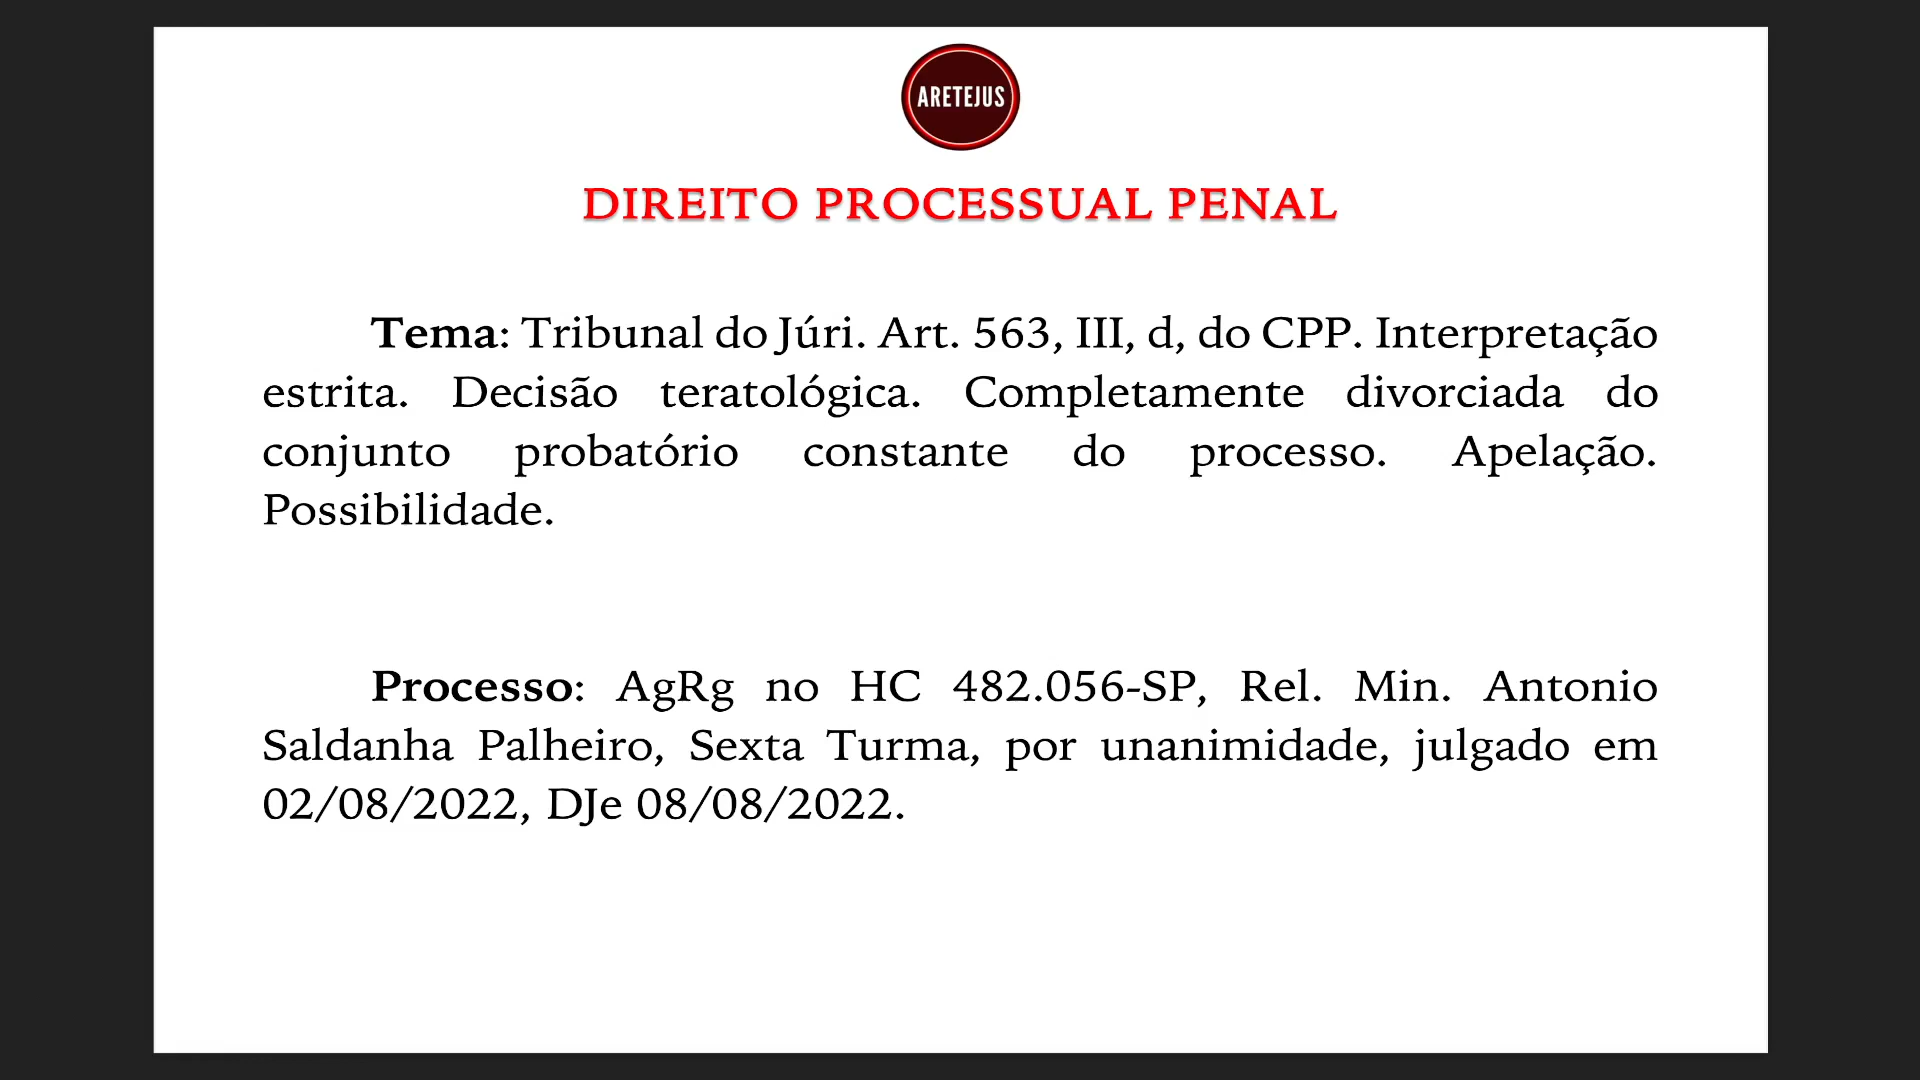 ARETEJUS
DIREITO PROCESSUAL PENAL
Tema: Tribunal do Júri. Art. 563, III, d, do CPP. Interpretação
estrita. Decisão teratológica. Completamente divorciada do
conjunto probatório constante do processo. Apelação.
Possibilidade.
Processo: AgRg no HC 482.056-SP, Rel. Min. Antonio
Saldanha Palheiro, Sexta Turma, por unanimidade, julgado em
02/08/2022, DJe 08/08/2022.